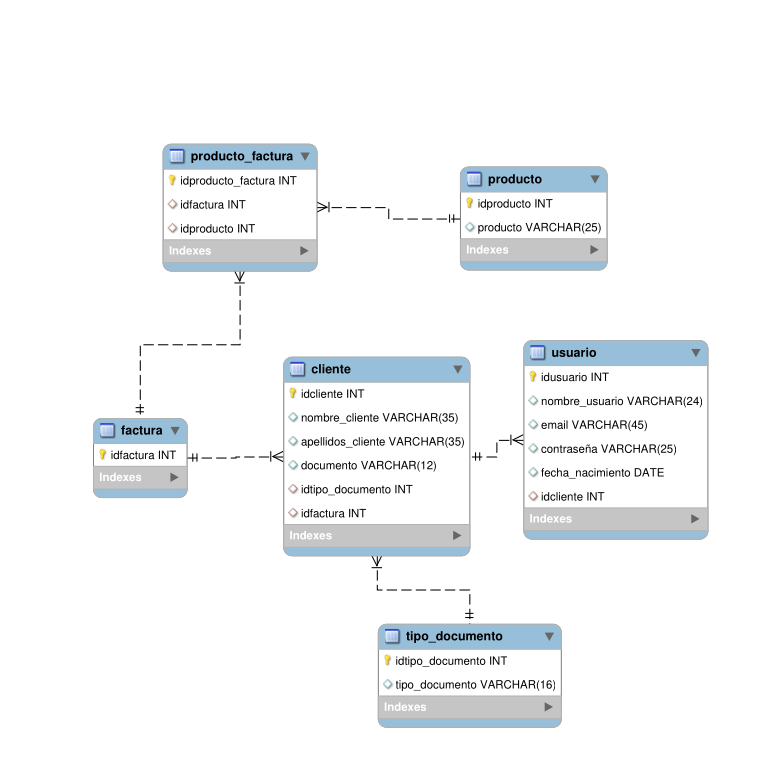 producto_factura
idproducto_factura INT
idfactura INT
idproducto INT
Indexes
producto
idproducto INT
producto VARCHAR(25)
Indexes
factura
idfactura INT
Indexes
cliente
idcliente INT
nombre_cliente VARCHAR(35)
apellidos_cliente VARCHAR(35)
documento VARCHAR(12)
idtipo_documento INT
idfactura INT
Indexes
usuario
idusuario INT
nombre_usuario VARCHAR(24)
email VARCHAR(45)
contraseña VARCHAR(25)
fecha_nacimiento DATE
idcliente INT
Indexes
tipo_documento
idtipo_documento INT
tipo_documento VARCHAR(16)
Indexes